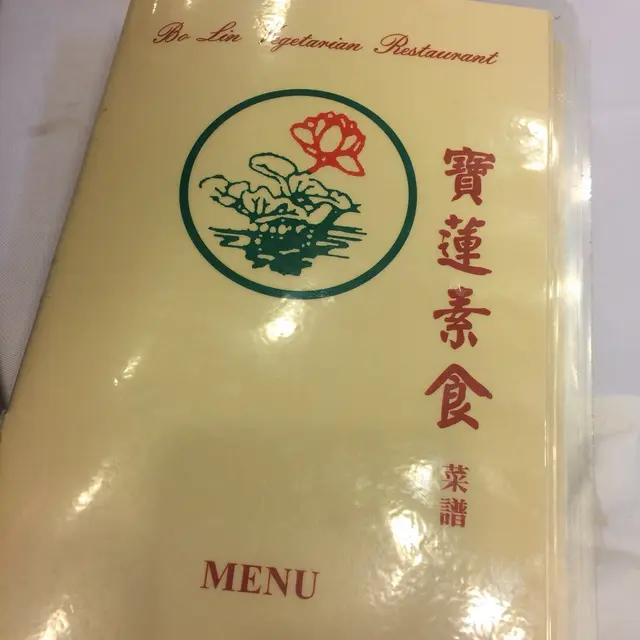 Bo Lin Vegetarian Restaurant
寶蓮素食
菜譜
MENU